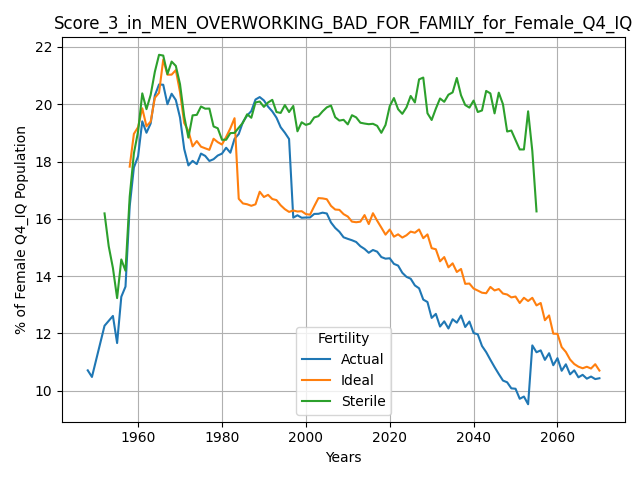 Score_3_in_MEN_OVERWORKING_BAD_FOR_FAMILY_for_Female_Q4_IQ
% of Female Q4_IQ Population
22
20
18
16
14
12
10
Fertility
Actual
Ideal
Sterile
1960
1980
2000
2020
2040
2060
Years